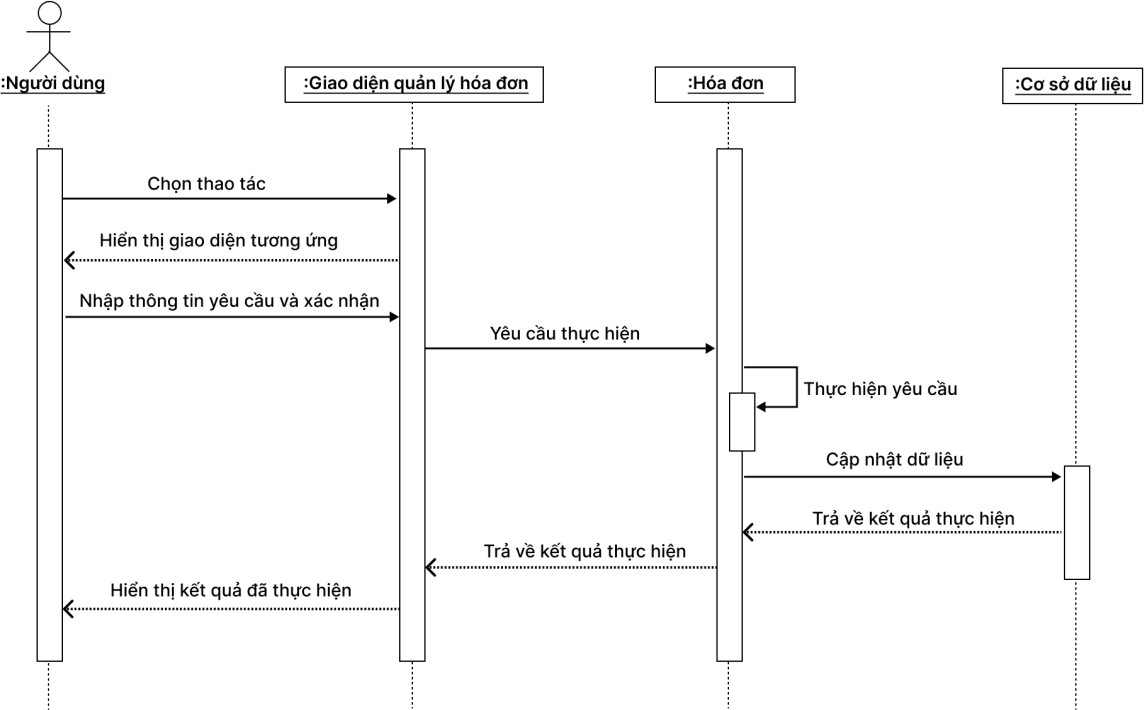 :Người dùng
:Giao diện quản lý hóa đơn
:Hóa đơn
:Cơ sở dữ liệu
Chọn thao tác
Hiển thị giao diện tương ứng
Nhập thông tin yêu cầu và xác nhận
Yêu cầu thực hiện
Thực hiện yêu cầu
Cập nhật dữ liệu
Trả về kết quả thực hiện
Trả về kết quả thực hiện
Hiển thị kết quả đã thực hiện